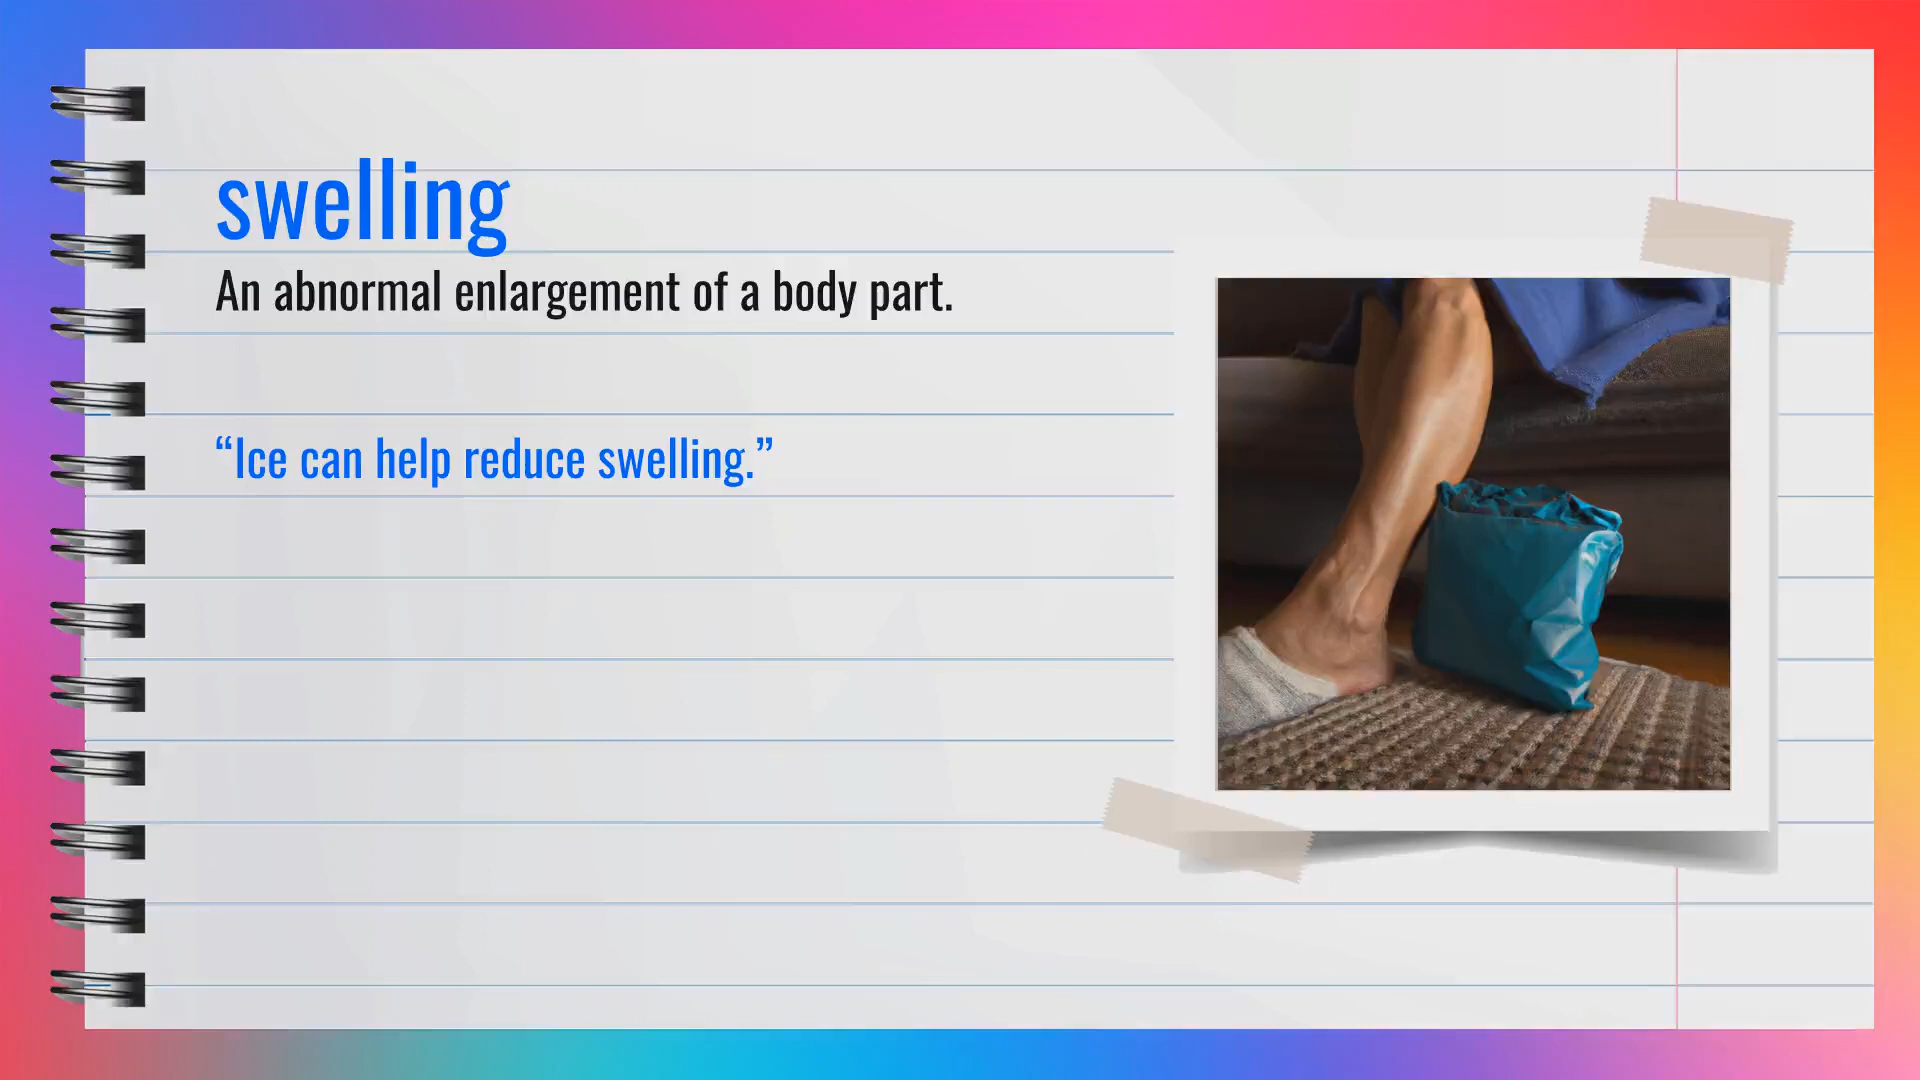 swelling
An abnormal enlargement of a body part.
“Ice can help reduce swelling.”